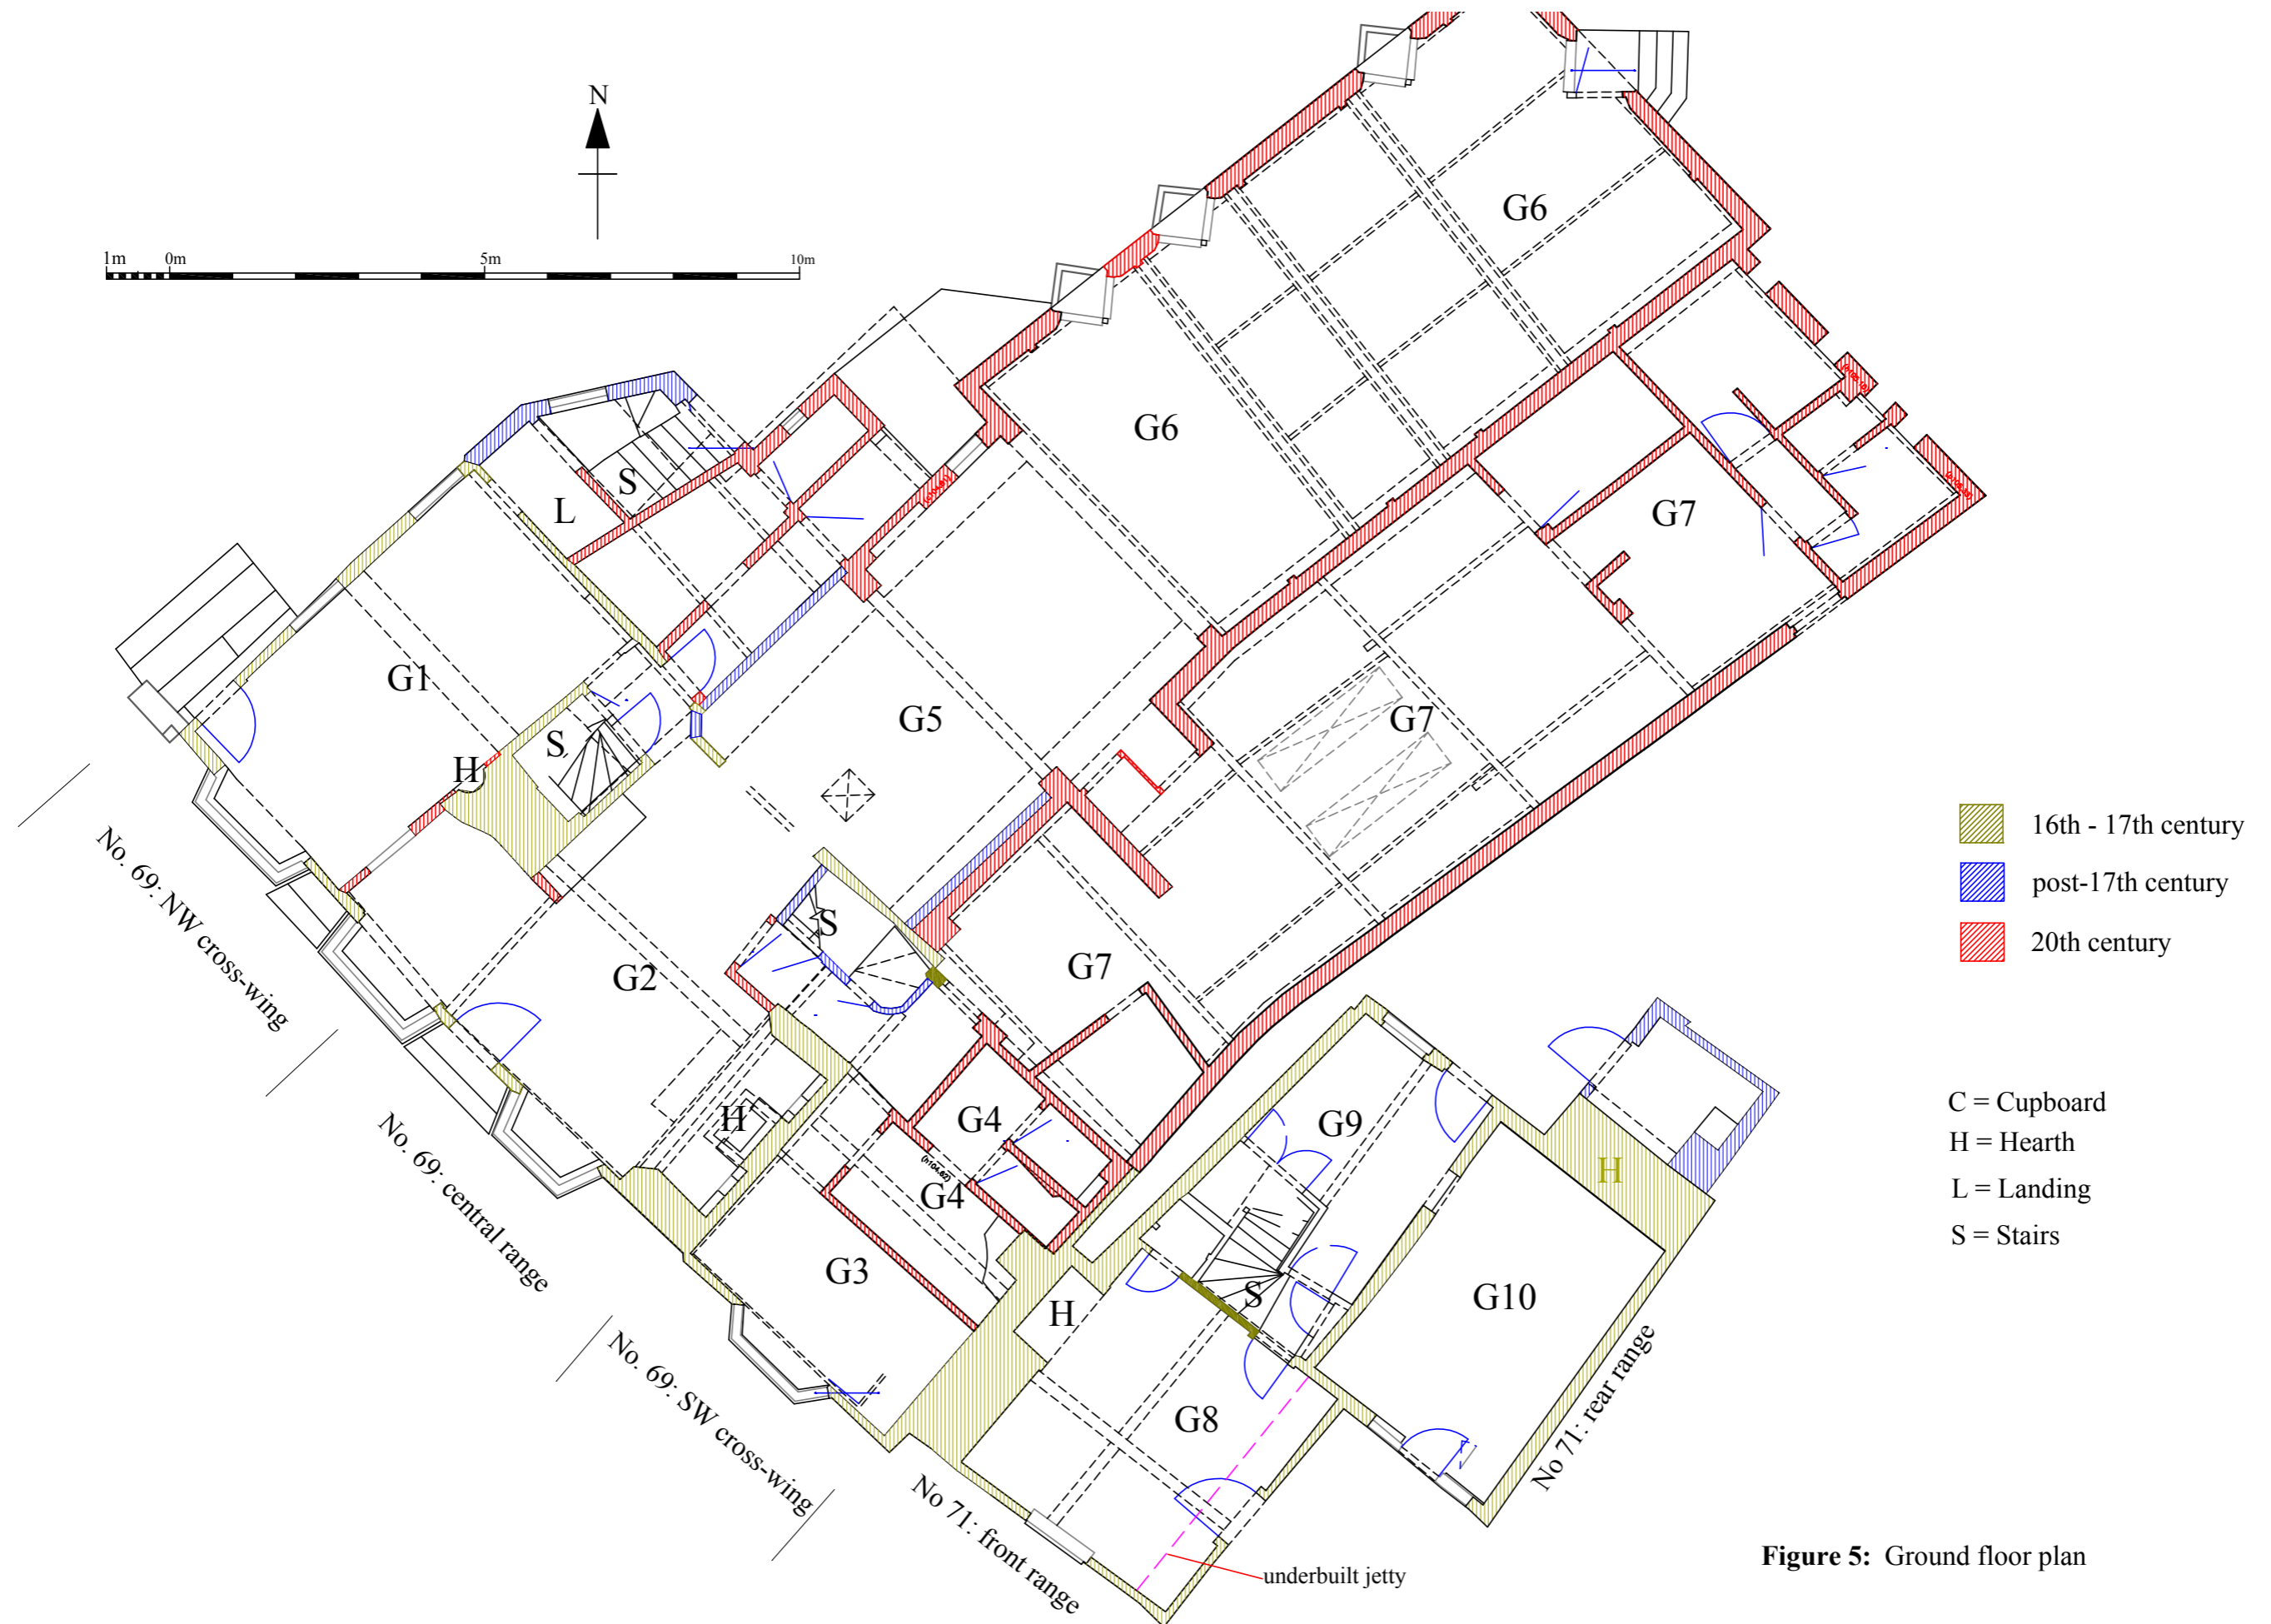 N
1m 0m 5m 10m
G6
G6
S
L
G7
G1
G5
G7
S
H
16th - 17th century
post-17th century
20th century
No. 69: NW cross-wing
S
G2
G7
C = Cupboard
H = Hearth
L = Landing
S = Stairs
H
G4
G9
H
(h104.62)
G4
No. 69: central range
G3
H
S
G10
G8
No. 69: SW cross-wing
No 71: rear range
No 71: front range
underbuilt jetty
Figure 5: Ground floor plan